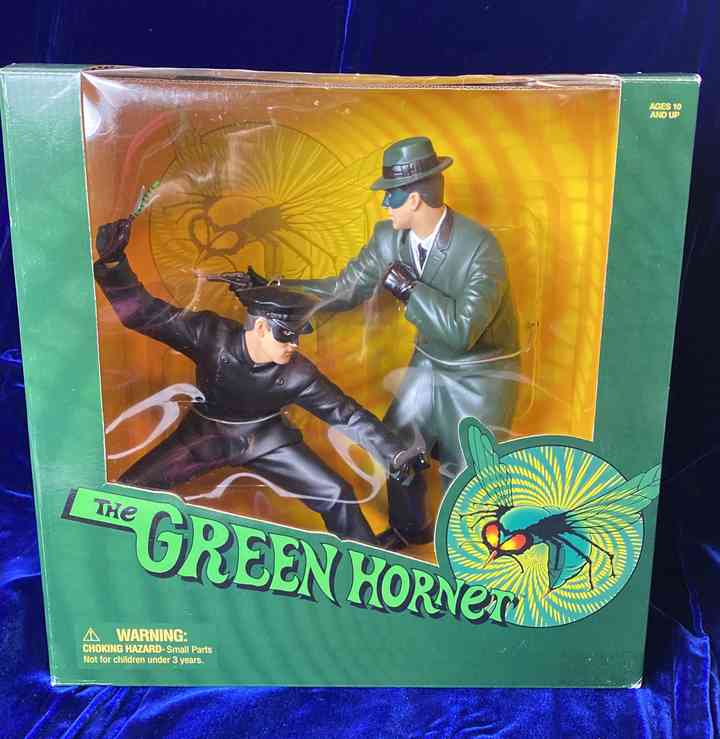 AGES 10
AND UP
THE
GREEN HORNET
WARNING:
CHOKING HAZARD-Small Parts
Not for children under 3 years.